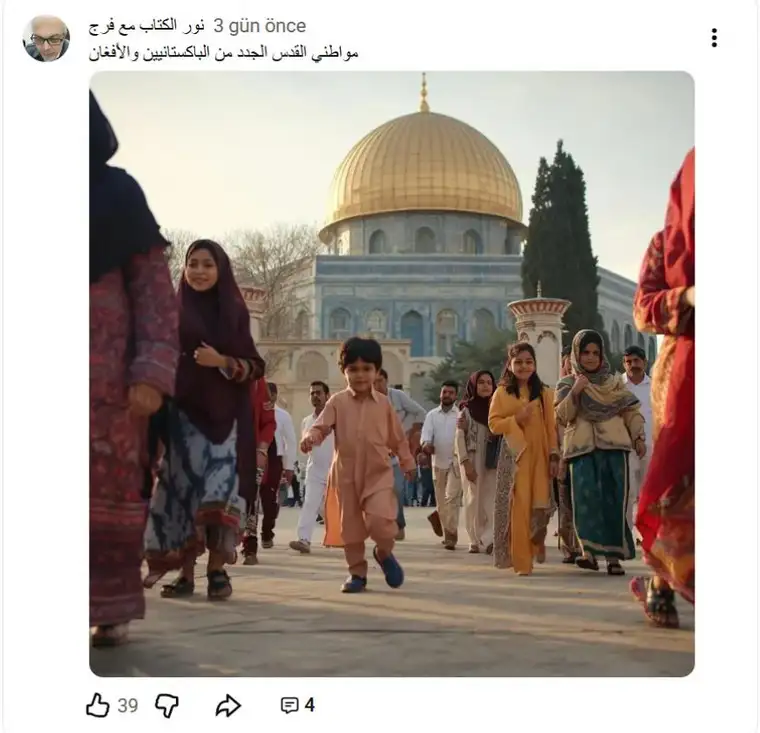 نور الكتاب مع فرج 3 gün önce
مواطني القدس الجدد من الباكستانيين والأفغان
39 4